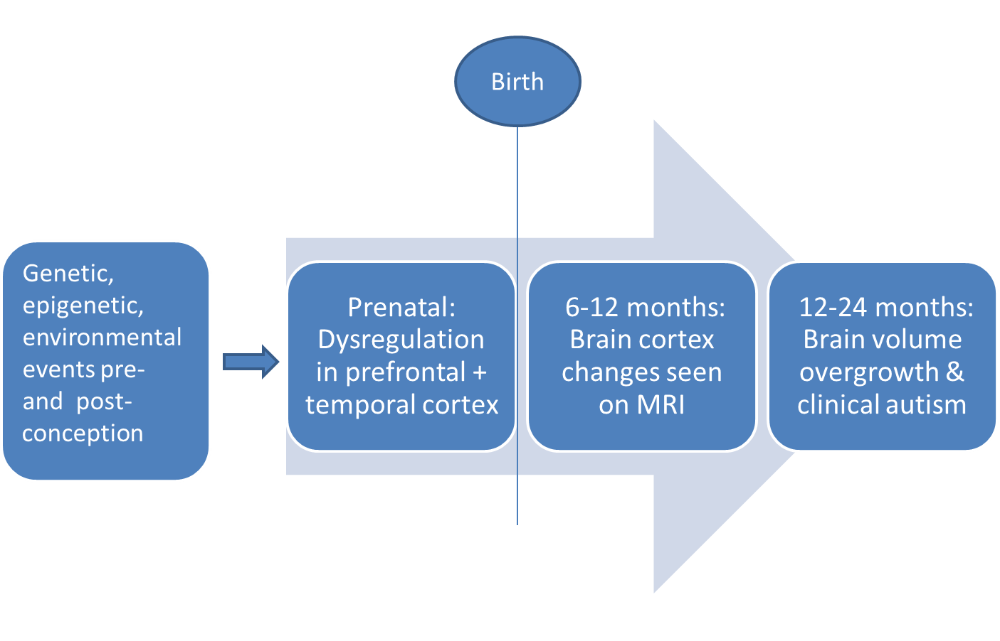 Birth
Genetic,
epigenetic,
environmental
events pre-
and post-
conception
Prenatal:
Dysregulation
in prefrontal +
temporal cortex
6-12 months:
Brain cortex
changes seen
on MRI
12-24 months:
Brain volume
overgrowth &
clinical autism